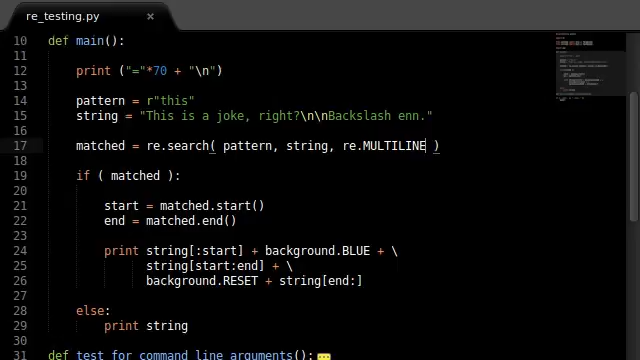 re_testing.py ×
10 def main():
11
12 print ("="*70 + "\n")
13
14 pattern = r"this"
15 string = "This is a joke, right?\n\nBackslash enn."
16
17 matched = re.search( pattern, string, re.MULTILINE )
18
19 if ( matched ):
20
21 start = matched.start()
22 end = matched.end()
23
24 print string[:start] + background.BLUE + \
25 string[start:end] + \
26 background.RESET + string[end:]
27
28 else:
29 print string
30
31 def test_for_command_line_arguments():